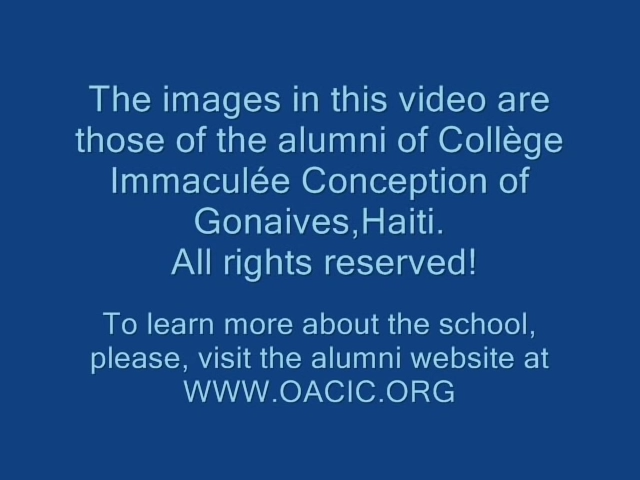 The images in this video are
those of the alumni of Collège
Immaculée Conception of
Gonaives,Haiti.
All rights reserved!
To learn more about the school,
please, visit the alumni website at
WWW.OACIC.ORG